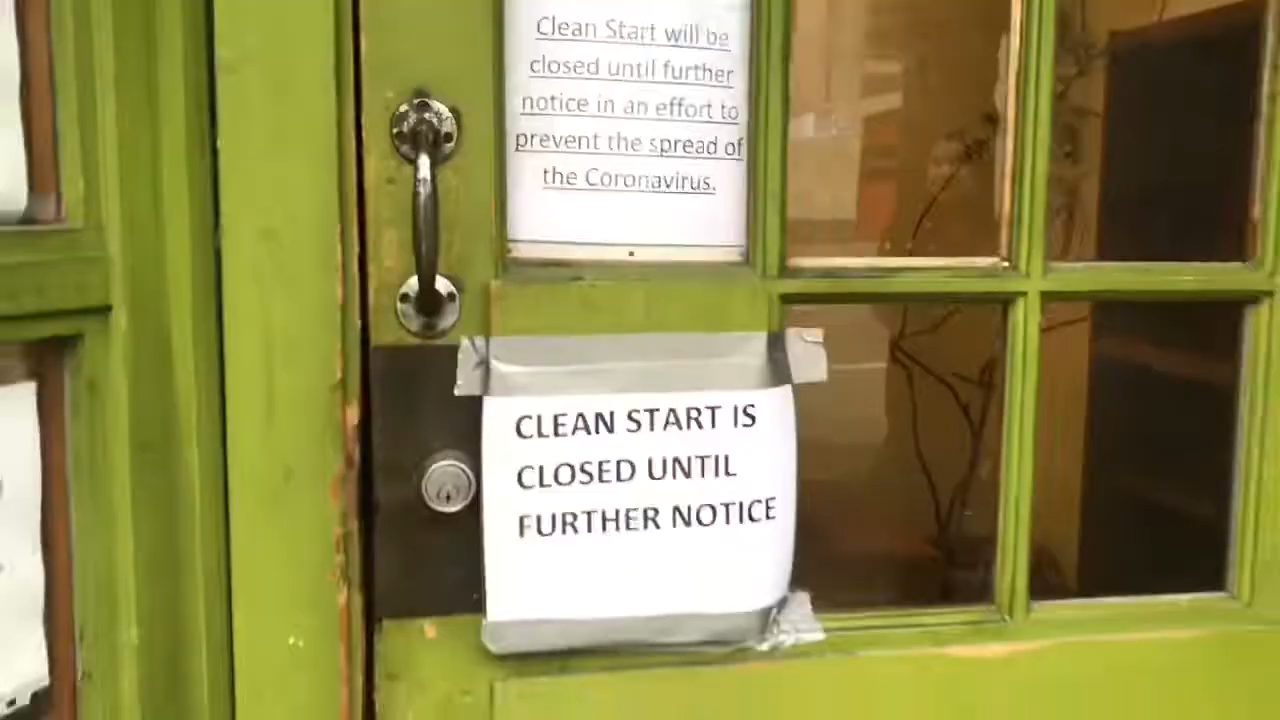 Clean Start will be
closed until further
notice in an effort to
prevent the spread of
the Coronavirus.
CLEAN START IS
CLOSED UNTIL
FURTHER NOTICE